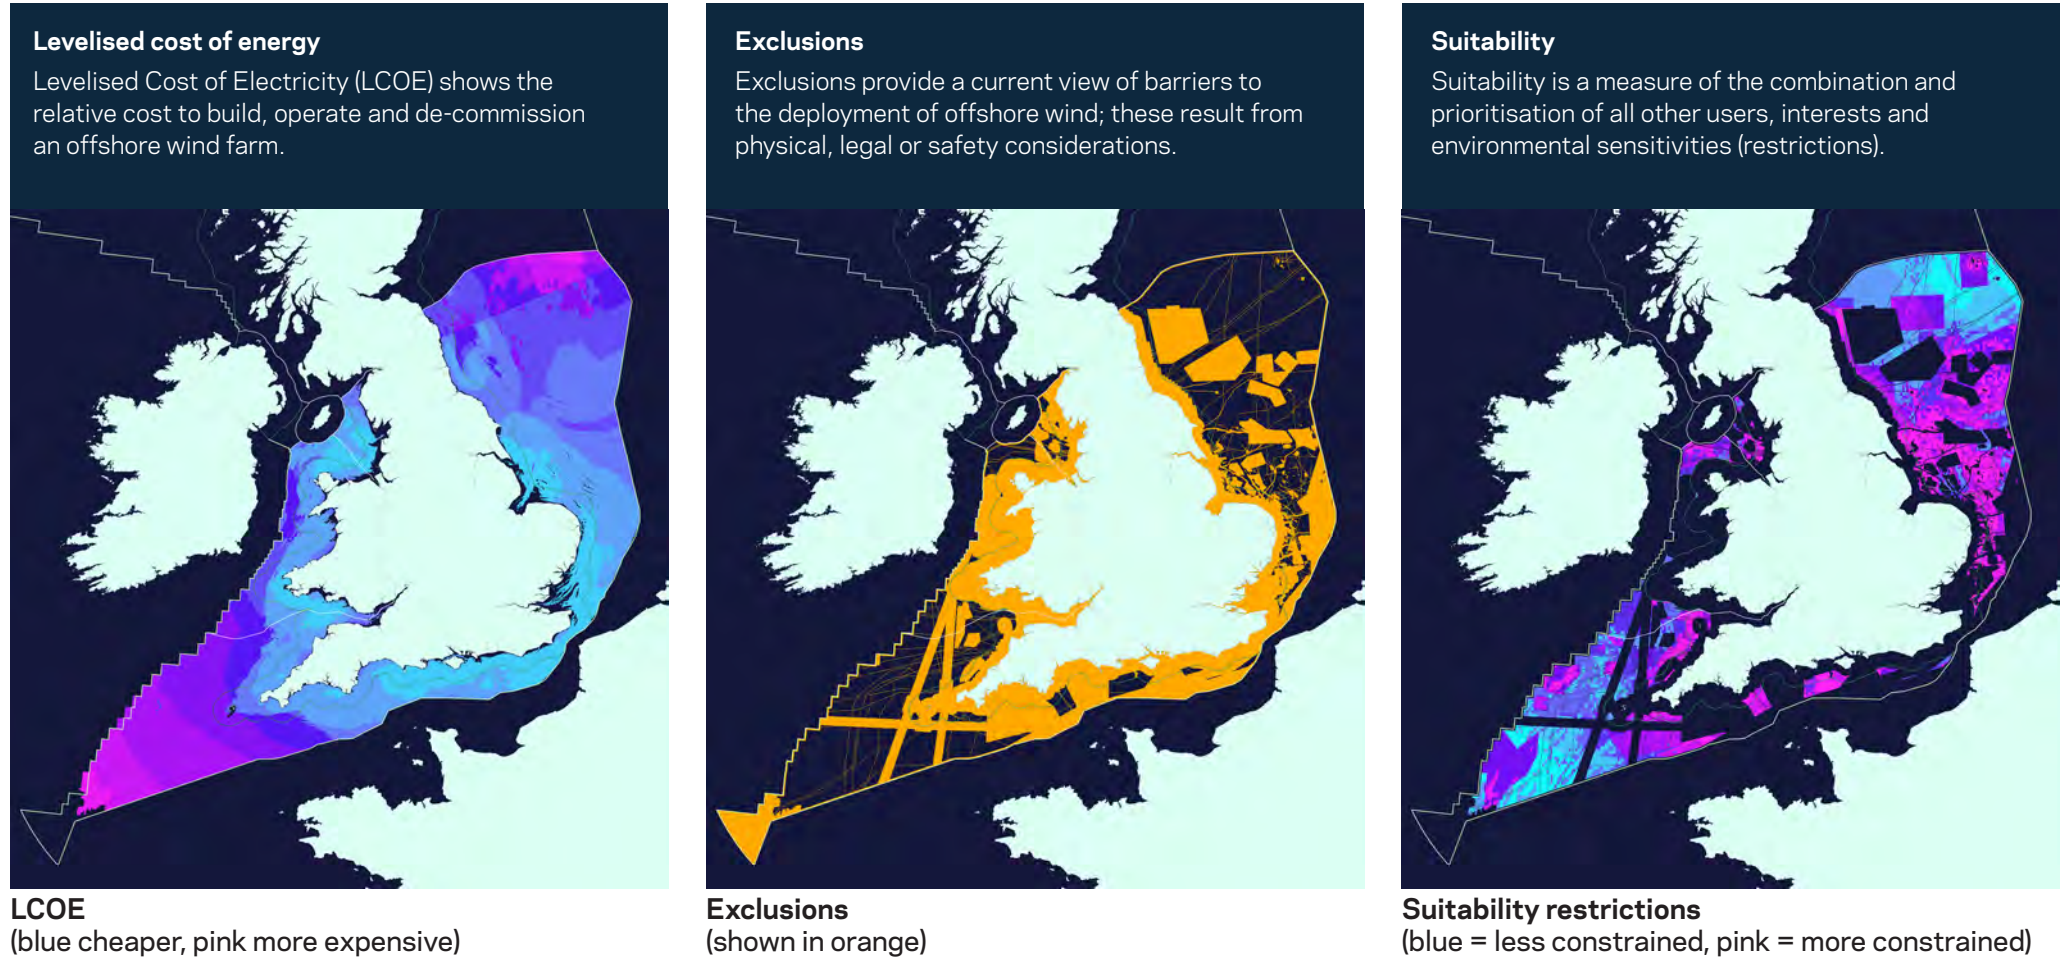 Levelised cost of energy
Levelised Cost of Electricity (LCOE) shows the
relative cost to build, operate and de-commission
an offshore wind farm.
LCOE
(blue cheaper, pink more expensive)
Exclusions
Exclusions provide a current view of barriers to
the deployment of offshore wind; these result from
physical, legal or safety considerations.
Exclusions
(shown in orange)
Suitability
Suitability is a measure of the combination and
prioritisation of all other users, interests and
environmental sensitivities (restrictions).
Suitability restrictions
(blue = less constrained, pink = more constrained)